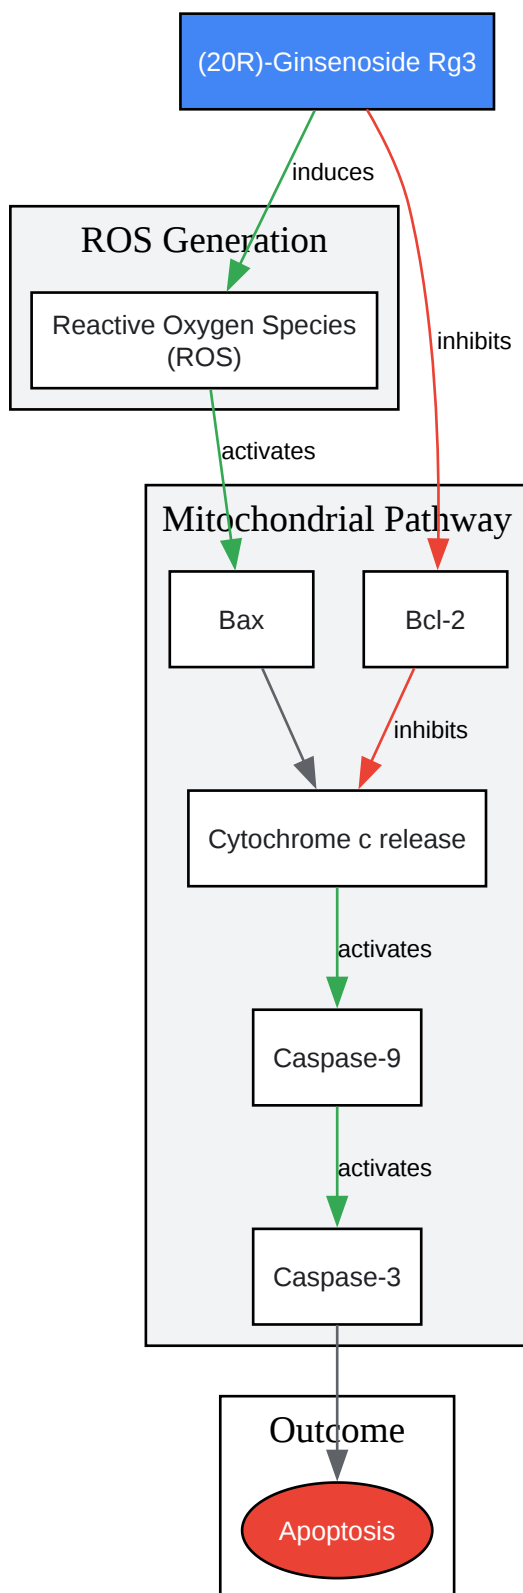 (20R)-Ginsenoside Rg3
induces
ROS Generation
inhibits
Reactive Oxygen Species
(ROS)
activates
Mitochondrial Pathway
Bax
Bcl-2
inhibits
Cytochrome c release
activates
Caspase-9
activates
Caspase-3
Outcome
Apoptosis